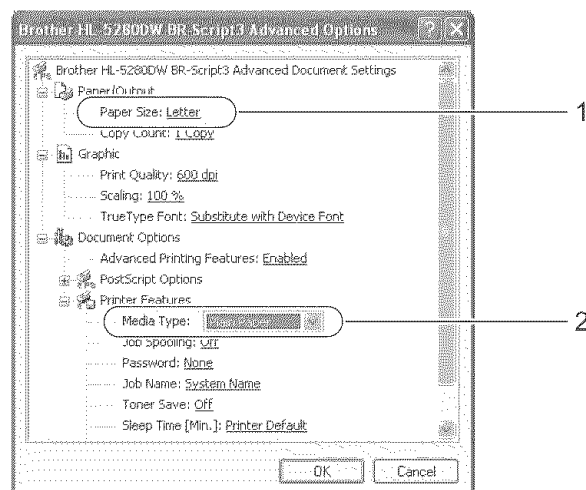 Brother HL-5280DW BR-Script3 Advanced Options
Brother HL-5280DW BR-Script3 Advanced Document Settings
Paper/Output
Paper Size: Letter
1
Copy Count: 1 Copy
Graphic
Print Quality: 600 dpi
Scaling: 100 %
TrueType Font: Substitute with Device Font
Document Options
Advanced Printing Features: Enabled
PostScript Options
Printer Features
Media Type:
2
Job Spooling: Off
Password: None
Job Name: System Name
Toner Save: Off
Sleep Time [Min.]: Printer Default
OK
Cancel